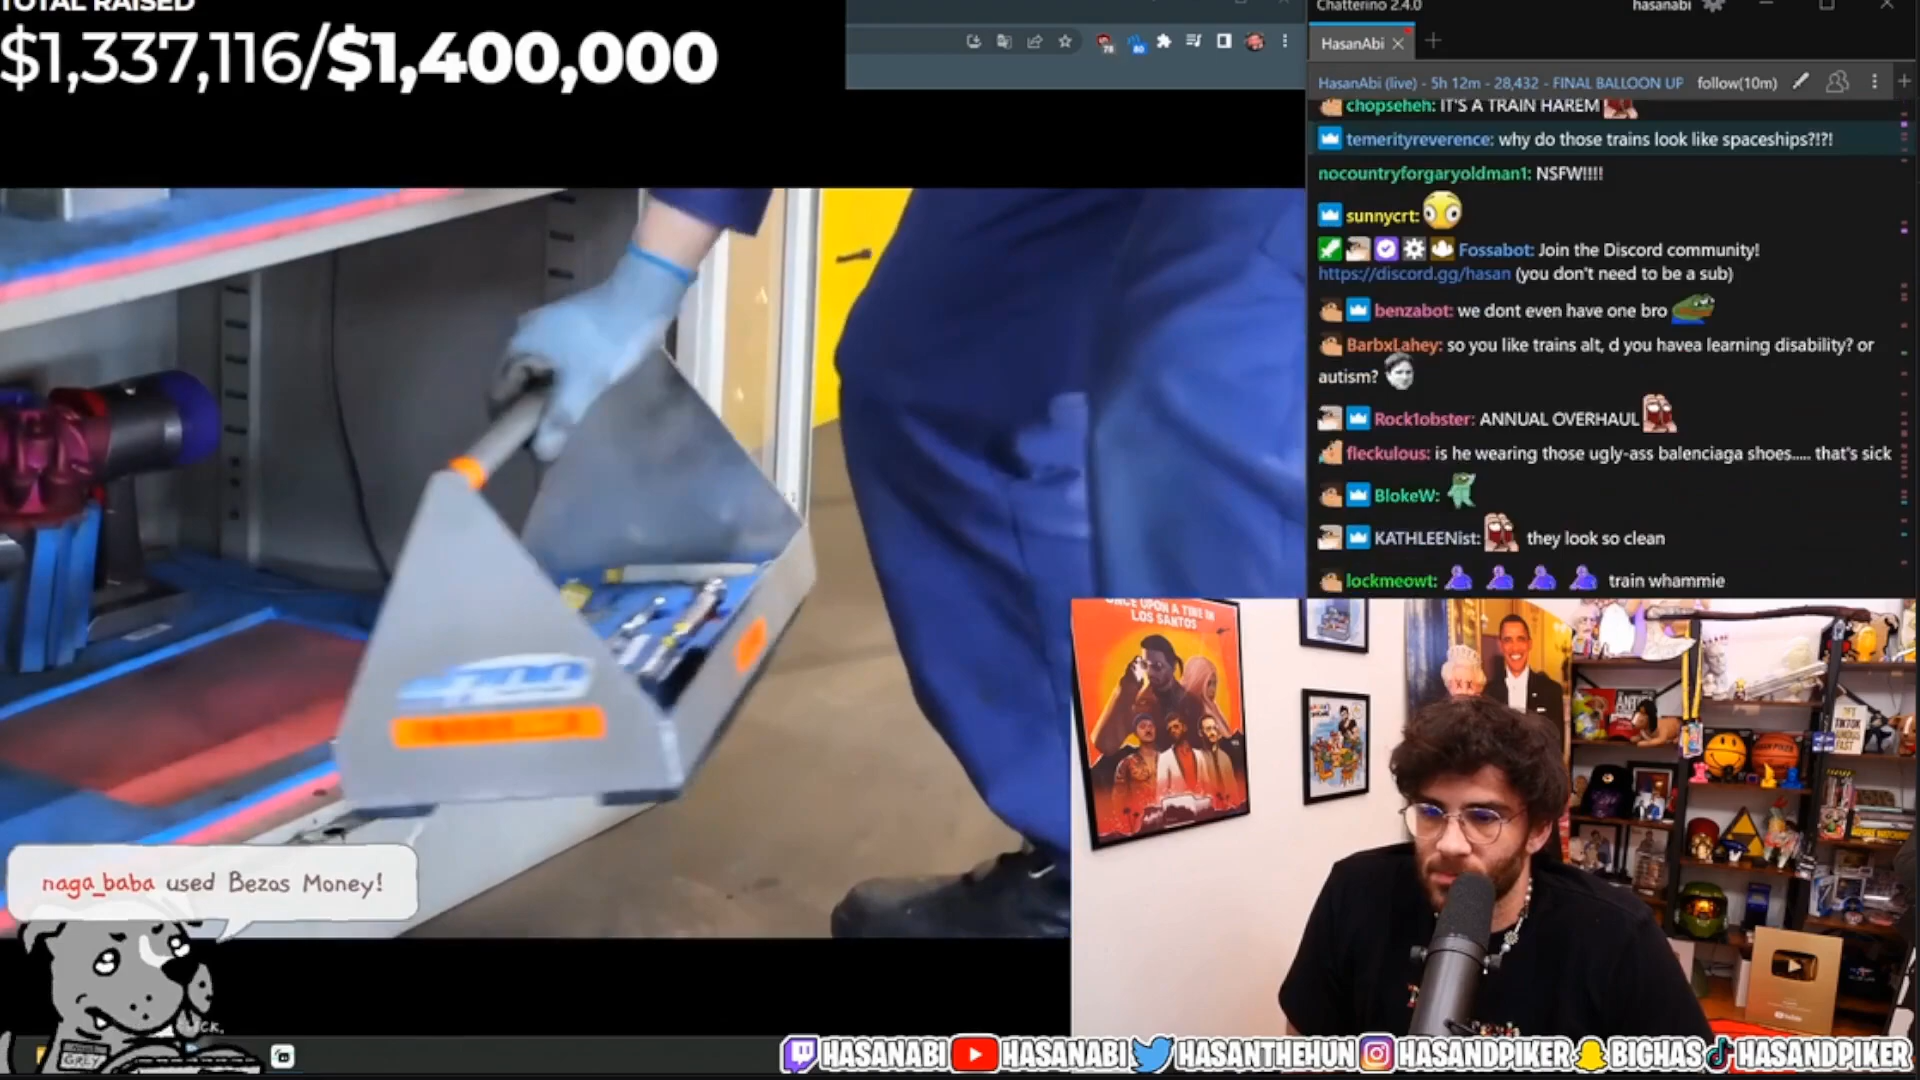 TOTAL RAISED
$1,337,116/$1,400,000
Chatterino 2.4.0
hasanabi
HasanAbi
HasanAbi (live) - 5h 12m - 28,432 - FINAL BALLOON UP
follow(10m)
chopseheh: IT'S A TRAIN HAREM
temerityreverence: why do those trains look like spaceships?!?!
nocountryforgaryoldman1: NSFW!!!!
sunnycrt:
Fossabot: Join the Discord community!
https://discord.gg/hasan (you don't need to be a sub)
benzabot: we dont even have one bro
BarbxLahey: so you like trains alt, d you havea learning disability? or
autism?
Rock1obster: ANNUAL OVERHAUL
fleckulous: is he wearing those ugly-ass balenciaga shoes..... that's sick
BlokeW:
KATHLEENist: they look so clean
lockmeowt: train whammie
78
80
ONCE UPON A TIME IN
LOS SANTOS
MY
TIKTOK
naga_baba used Bezos Money!
GRLY
HASANABI
HASANABI
HASANTHEHUN
HASANDPIKER
BIGHAS
HASANDPIKER